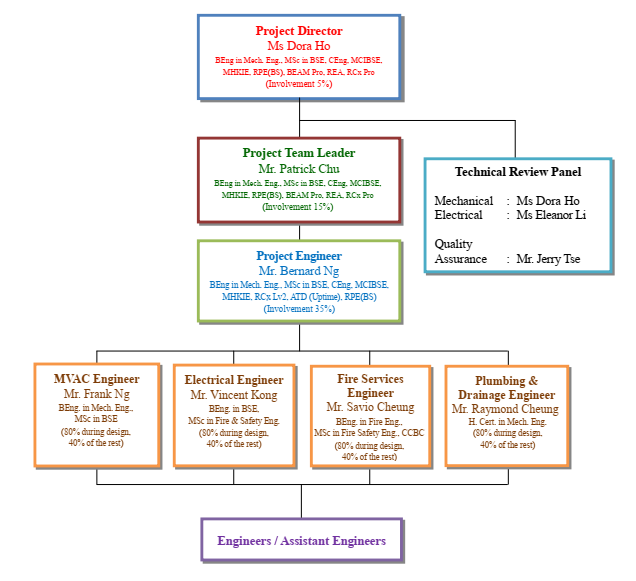 Project Director
Ms Dora Ho
BEng in Mech. Eng., MSc in BSE, CEng, MCIBSE,
MHKIE, RPE(BS), BEAM Pro, REA, RCx Pro
(Involvement 5%)
Project Team Leader
Mr. Patrick Chu
BEng in Mech. Eng., MSc in BSE, CEng, MCIBSE,
MHKIE, RPE(BS), BEAM Pro, REA, RCx Pro
(Involvement 15%)
Technical Review Panel
Mechanical : Ms Dora Ho
Electrical : Ms Eleanor Li
Quality
Assurance : Mr. Jerry Tse
Project Engineer
Mr. Bernard Ng
BEng in Mech. Eng., MSc in BSE, CEng, MCIBSE,
MHKIE, RCx Lv2, ATD (Uptime), RPE(BS)
(Involvement 35%)
MVAC Engineer
Mr. Frank Ng
BEng. in Mech. Eng.,
MSc in BSE
(80% during design,
40% of the rest)
Electrical Engineer
Mr. Vincent Kong
BEng. in BSE,
MSc in Fire & Safety Eng.
(80% during design,
40% of the rest)
Fire Services
Engineer
Mr. Savio Cheung
BEng. in Fire Eng.,
MSc in Fire Safety Eng., CCBC
(80% during design,
40% of the rest)
Plumbing &
Drainage Engineer
Mr. Raymond Cheung
H. Cert. in Mech. Eng.
(80% during design,
40% of the rest)
Engineers / Assistant Engineers